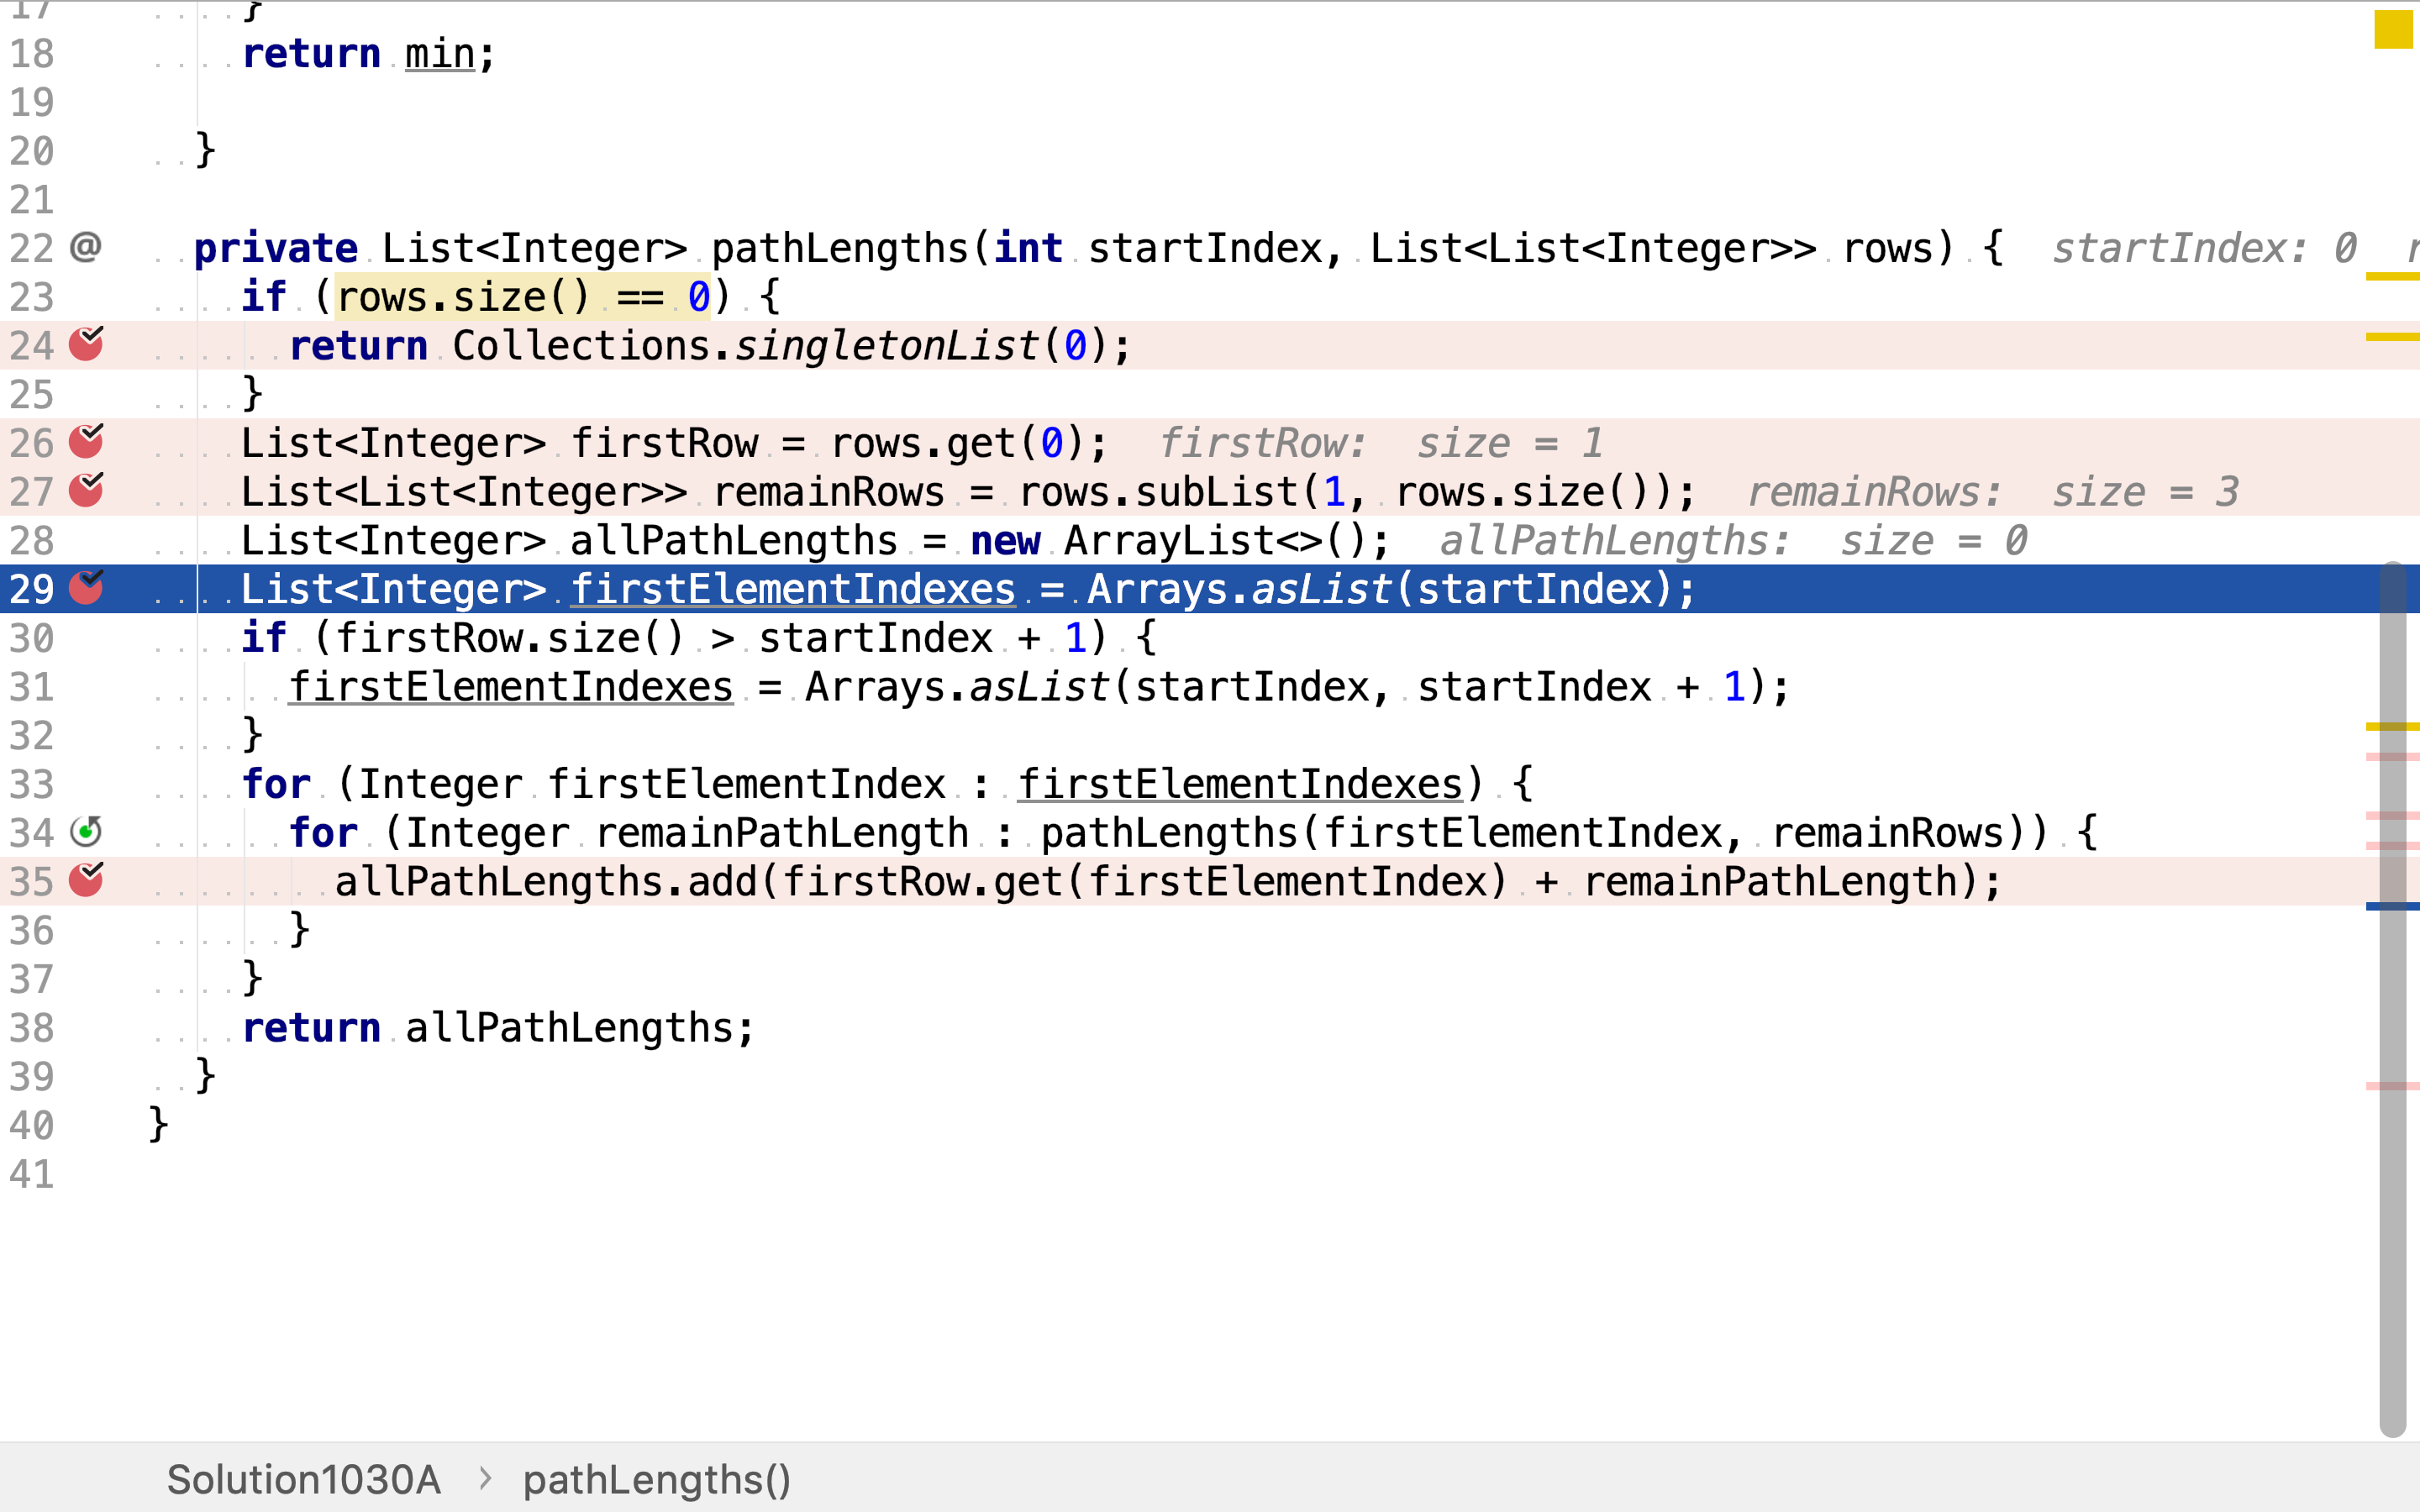 17 }
18 return min;
19
20 }
21
22 @ private List<Integer> pathLengths(int startIndex, List<List<Integer>> rows) { startIndex: 0
23 if (rows.size() == 0) {
24 return Collections.singletonList(0);
25 }
26 List<Integer> firstRow = rows.get(0); firstRow: size = 1
27 List<List<Integer>> remainRows = rows.subList(1, rows.size()); remainRows: size = 3
28 List<Integer> allPathLengths = new ArrayList<>(); allPathLengths: size = 0
29 List<Integer> firstElementIndexes = Arrays.asList(startIndex);
30 if (firstRow.size() > startIndex + 1) {
31 firstElementIndexes = Arrays.asList(startIndex, startIndex + 1);
32 }
33 for (Integer firstElementIndex : firstElementIndexes) {
34 for (Integer remainPathLength : pathLengths(firstElementIndex, remainRows)) {
35 allPathLengths.add(firstRow.get(firstElementIndex) + remainPathLength);
36 }
37 }
38 return allPathLengths;
39 }
40 }
41
Solution1030A > pathLengths()